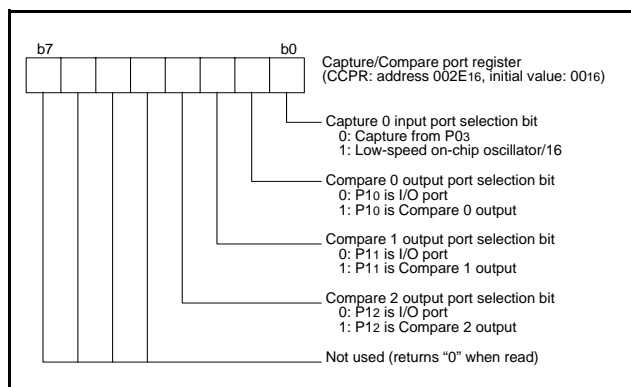 b7 b0
Capture/Compare port register
(CCPR: address 002E16, initial value: 0016)
Capture 0 input port selection bit
0: Capture from P03
1: Low-speed on-chip oscillator/16
Compare 0 output port selection bit
0: P10 is I/O port
1: P10 is Compare 0 output
Compare 1 output port selection bit
0: P11 is I/O port
1: P11 is Compare 1 output
Compare 2 output port selection bit
0: P12 is I/O port
1: P12 is Compare 2 output
Not used (returns “0” when read)